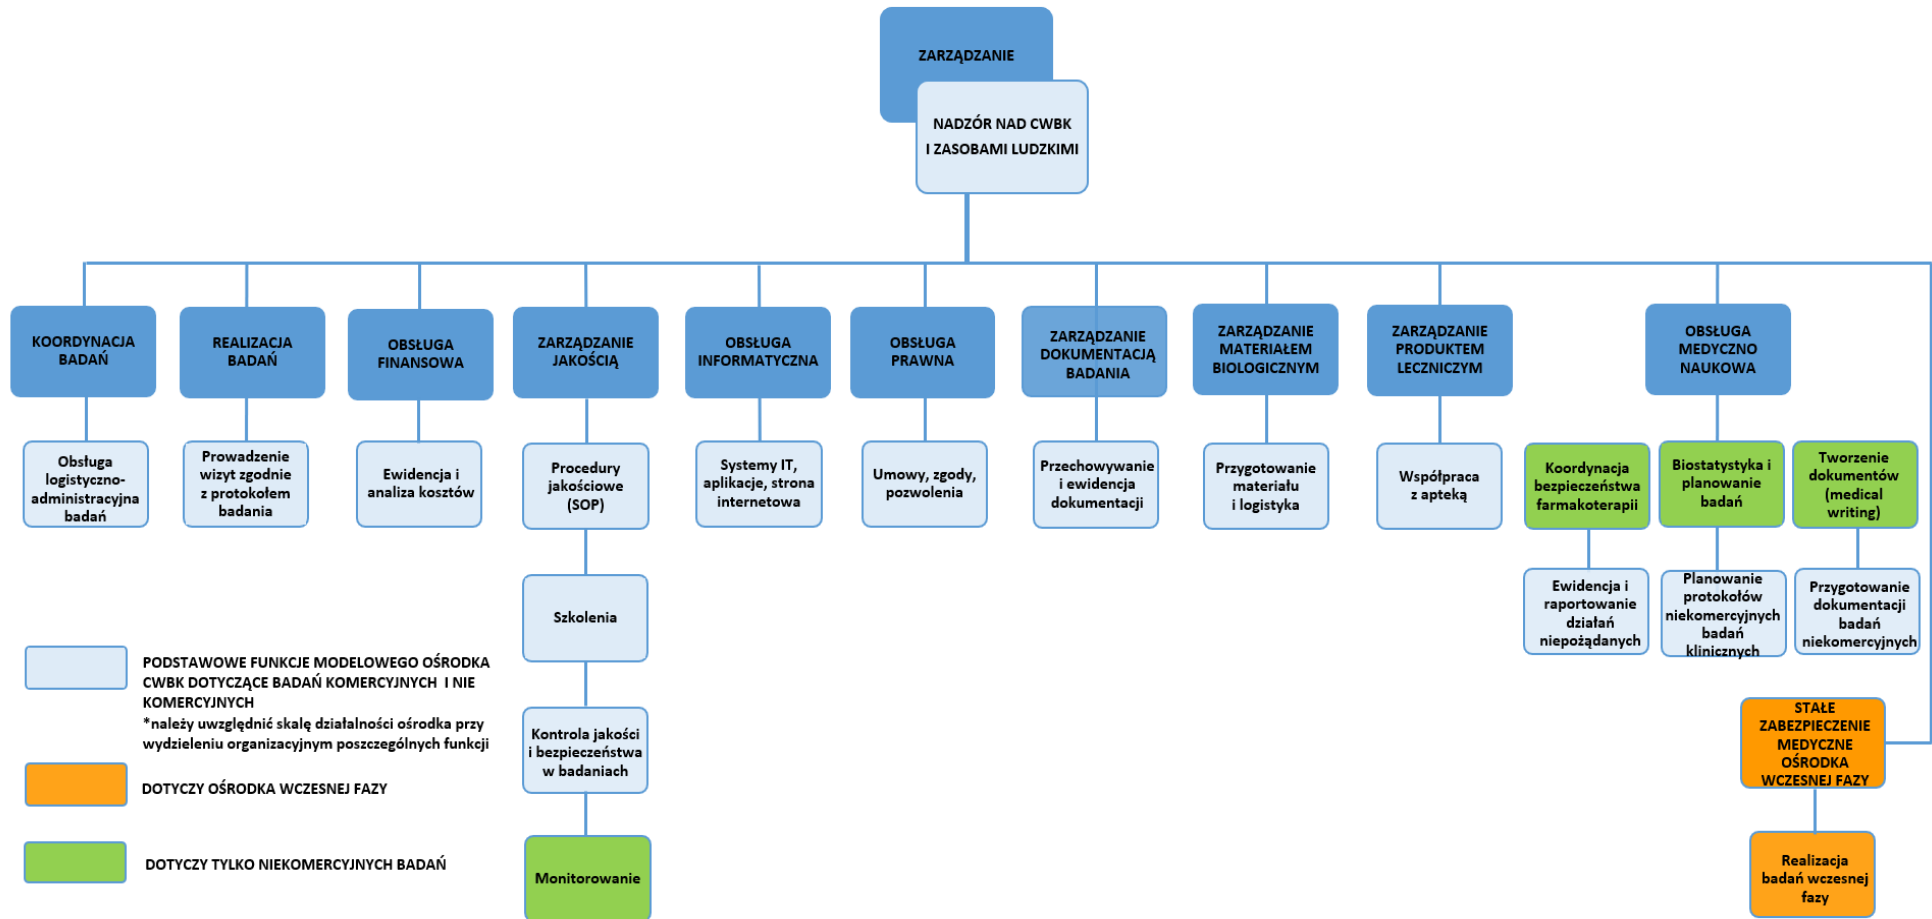 ZARZĄDZANIE
NADZÓR NAD CWBK
I ZASOBAMI LUDZKIMI
KOORDYNACJA
BADAŃ
REALIZACJA
BADAŃ
OBSŁUGA
FINANSOWA
ZARZĄDZANIE
JAKOŚCIĄ
OBSŁUGA
INFORMATYCZNA
OBSŁUGA
PRAWNA
ZARZĄDZANIE
DOKUMENTACJĄ
BADANIA
ZARZĄDZANIE
MATERIAŁEM
BIOLOGICZNYM
ZARZĄDZANIE
PRODUKTEM
LECZNICZYM
OBSŁUGA
MEDYCZNO
NAUKOWA
Obsługa
logistyczno-
administracyjna
badań
Prowadzenie
wizyt zgodnie
z protokołem
badania
Ewidencja i
analiza kosztów
Procedury
jakościowe
(SOP)
Systemy IT,
aplikacje, strona
internetowa
Umowy, zgody,
pozwolenia
Przechowywanie
i ewidencja
dokumentacji
Przygotowanie
materiału
i logistyka
Współpraca
z apteką
Koordynacja
bezpieczeństwa
farmakoterapii
Biostatystyka i
planowanie
badań
Tworzenie
dokumentów
(medical
writing)
Szkolenia
Ewidencja i
raportowanie
działań
niepożądanych
Planowanie
protokołów
niekomercyjnych
badań
klinicznych
Przygotowanie
dokumentacji
badań
niekomercyjnych
Kontrola jakości
i bezpieczeństwa
w badaniach
Monitorowanie
STAŁE
ZABEZPIECZENIE
MEDYCZNE
OŚRODKA
WCZESNEJ FAZY
Realizacja
badań wczesnej
fazy
PODSTAWOWE FUNKCJE MODELOWEGO OŚRODKA
CWBK DOTYCZĄCE BADAŃ KOMERCYJNYCH I NIE
KOMERCYJNYCH
*należy uwzględnić skalę działalności ośrodka przy
wydzieleniu organizacyjnym poszczególnych funkcji
DOTYCZY OŚRODKA WCZESNEJ FAZY
DOTYCZY TYLKO NIEKOMERCYJNYCH BADAŃ